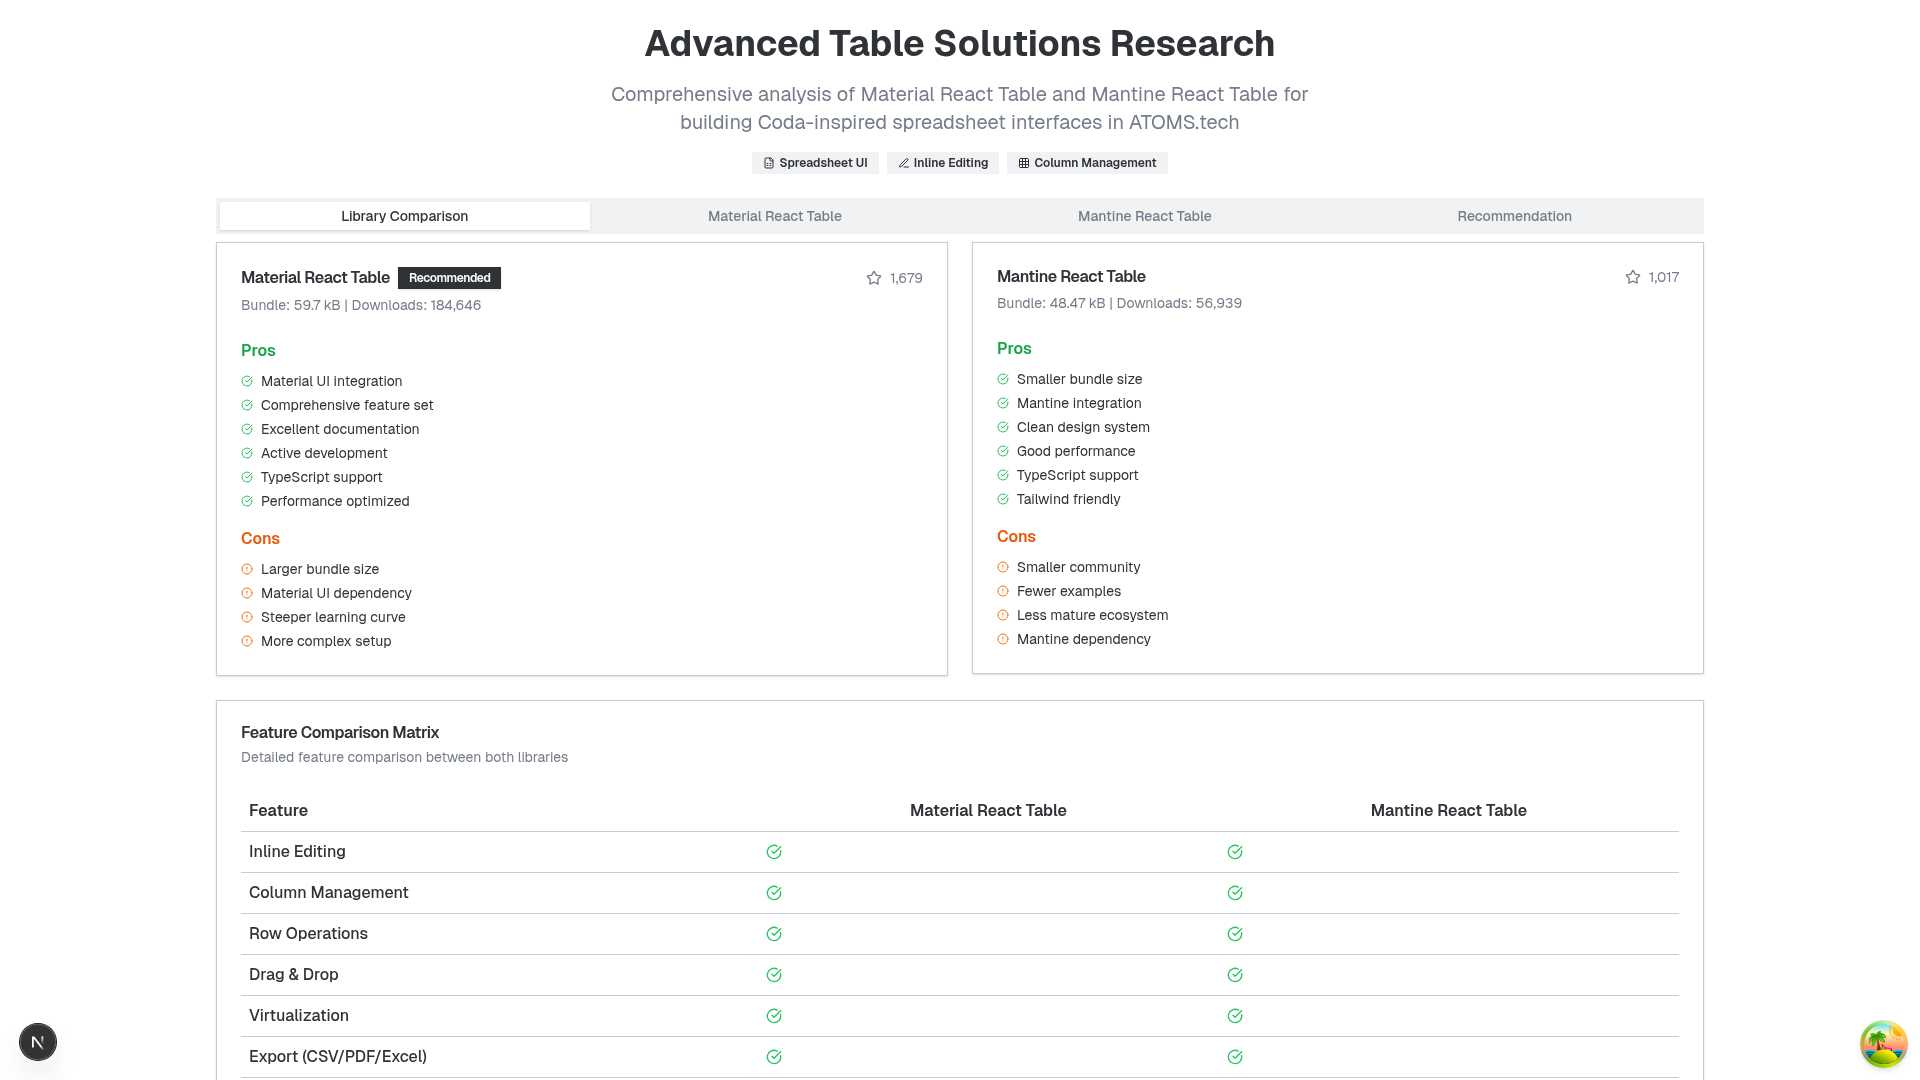 Advanced Table Solutions Research
Comprehensive analysis of Material React Table and Mantine React Table for
building Coda-inspired spreadsheet interfaces in ATOMS.tech
Spreadsheet UI
Inline Editing
Column Management
Library Comparison
Material React Table
Mantine React Table
Recommendation
Material React Table
Recommended
1,679
Bundle: 59.7 kB | Downloads: 184,646
Pros
Material UI integration
Comprehensive feature set
Excellent documentation
Active development
TypeScript support
Performance optimized
Cons
Larger bundle size
Material UI dependency
Steeper learning curve
More complex setup
Mantine React Table
1,017
Bundle: 48.47 kB | Downloads: 56,939
Pros
Smaller bundle size
Mantine integration
Clean design system
Good performance
TypeScript support
Tailwind friendly
Cons
Smaller community
Fewer examples
Less mature ecosystem
Mantine dependency
Feature Comparison Matrix
Detailed feature comparison between both libraries
Feature
Material React Table
Mantine React Table
Inline Editing
Column Management
Row Operations
Drag & Drop
Virtualization
Export (CSV/PDF/Excel)
N